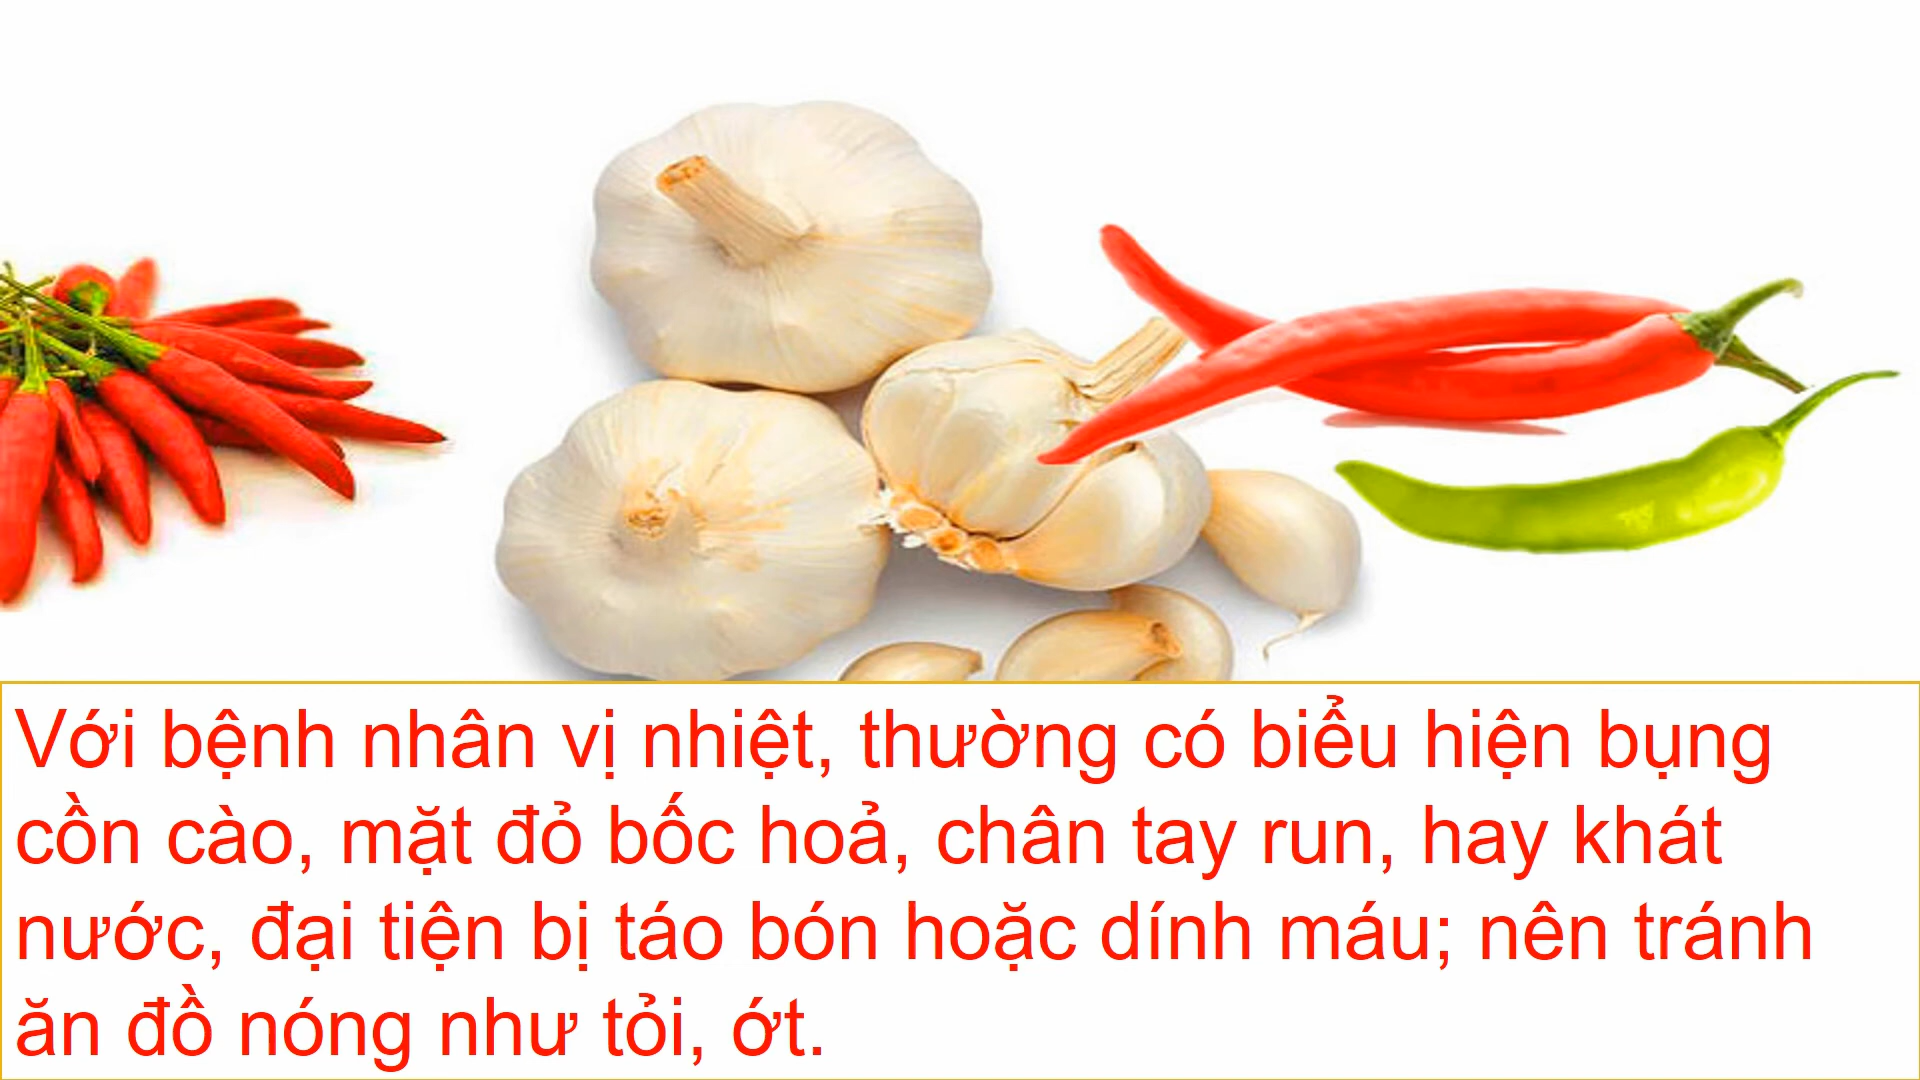 Với bệnh nhân vị nhiệt, thường có biểu hiện bụng
cồn cào, mặt đỏ bốc hoả, chân tay run, hay khát
nước, đại tiện bị táo bón hoặc dính máu; nên tránh
ăn đồ nóng như tỏi, ớt.